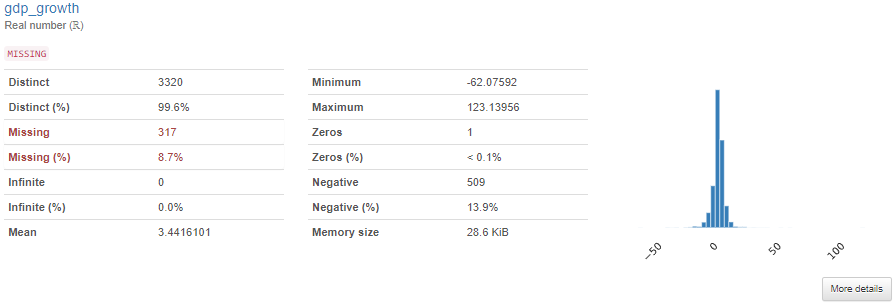 gdp_growth
Real number (ℝ)
MISSING
Distinct 3320
Distinct (%) 99.6%
Missing 317
Missing (%) 8.7%
Infinite 0
Infinite (%) 0.0%
Mean 3.4416101
Minimum -62.07592
Maximum 123.13956
Zeros 1
Zeros (%) < 0.1%
Negative 509
Negative (%) 13.9%
Memory size 28.6 KiB
−50 0 50 100
More details